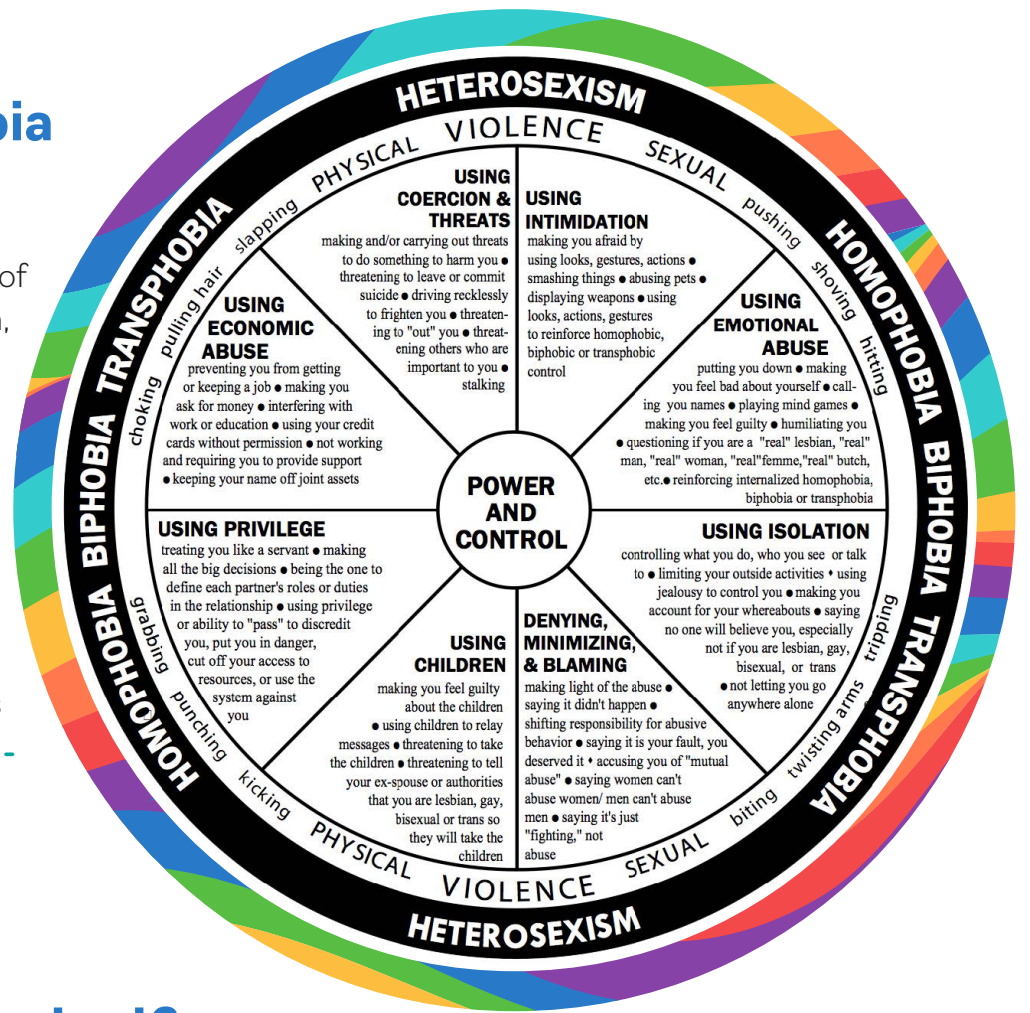 bia
of
-
HETEROSEXISM
HOMOPHOBIA
BIPHOBIA
TRANSPHOBIA
HETEROSEXISM
HOMOPHOBIA
BIPHOBIA
TRANSPHOBIA
PHYSICAL VIOLENCE SEXUAL
pushing
shoving
hitting
tripping
twisting arms
biting
PHYSICAL VIOLENCE SEXUAL
kicking
punching
grabbing
choking
pulling hair
slapping
POWER
AND
CONTROL
USING
COERCION &
THREATS
making and/or carrying out threats
to do something to harm you ●
threatening to leave or commit
suicide ● driving recklessly
to frighten you ● threaten-
ing to "out" you ● threat-
ening others who are
important to you ●
stalking
USING
INTIMIDATION
making you afraid by
using looks, gestures, actions ●
smashing things ● abusing pets ●
displaying weapons ● using
looks, actions, gestures
to reinforce homophobic,
biphobic or transphobic
control
USING
EMOTIONAL
ABUSE
putting you down ● making
you feel bad about yourself ● call-
ing you names ● playing mind games ●
making you feel guilty ● humiliating you
● questioning if you are a "real" lesbian, "real"
man, "real" woman, "real"femme,"real" butch,
etc.● reinforcing internalized homophobia,
biphobia or transphobia
USING ISOLATION
controlling what you do, who you see or talk
to ● limiting your outside activities ♦ using
jealousy to control you ● making you
account for your whereabouts ● saying
no one will believe you, especially
not if you are lesbian, gay,
bisexual, or trans
● not letting you go
anywhere alone
DENYING,
MINIMIZING,
& BLAMING
making light of the abuse ●
saying it didn't happen ●
shifting responsibility for abusive
behavior ● saying it is your fault, you
deserved it ♦ accusing you of "mutual
abuse" ● saying women can't
abuse women/ men can't abuse
men ● saying it's just
"fighting," not
abuse
USING
CHILDREN
making you feel guilty
about the children
● using children to relay
messages ● threatening to take
the children ● threatening to tell
your ex-spouse or authorities
that you are lesbian, gay,
bisexual or trans so
they will take the
children
USING PRIVILEGE
treating you like a servant ● making
all the big decisions ● being the one to
define each partner's roles or duties
in the relationship ● using privilege
or ability to "pass" to discredit
you, put you in danger,
cut off your access to
resources, or use the
system against
you
USING
ECONOMIC
ABUSE
preventing you from getting
or keeping a job ● making you
ask for money ● interfering with
work or education ● using your credit
cards without permission ● not working
and requiring you to provide support
● keeping your name off joint assets